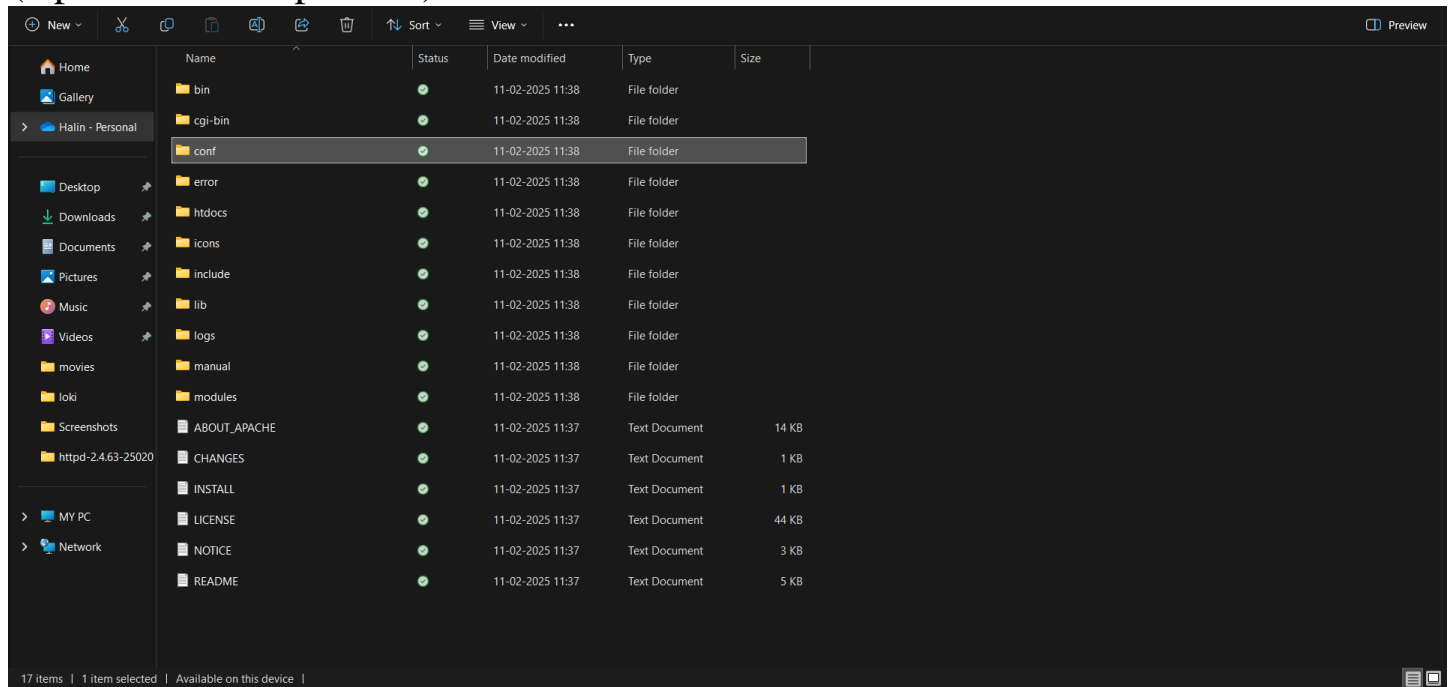 New Sort View ... Preview
Name Status Date modified Type Size
Home
Gallery
Halin - Personal
Desktop
Downloads
Documents
Pictures
Music
Videos
movies
loki
Screenshots
httpd-2.4.63-25020
MY PC
Network
bin 11-02-2025 11:38 File folder
cgi-bin 11-02-2025 11:38 File folder
conf 11-02-2025 11:38 File folder
error 11-02-2025 11:38 File folder
htdocs 11-02-2025 11:38 File folder
icons 11-02-2025 11:38 File folder
include 11-02-2025 11:38 File folder
lib 11-02-2025 11:38 File folder
logs 11-02-2025 11:38 File folder
manual 11-02-2025 11:38 File folder
modules 11-02-2025 11:38 File folder
ABOUT_APACHE 11-02-2025 11:37 Text Document 14 KB
CHANGES 11-02-2025 11:37 Text Document 1 KB
INSTALL 11-02-2025 11:37 Text Document 1 KB
LICENSE 11-02-2025 11:37 Text Document 44 KB
NOTICE 11-02-2025 11:37 Text Document 3 KB
README 11-02-2025 11:37 Text Document 5 KB
17 items | 1 item selected | Available on this device |